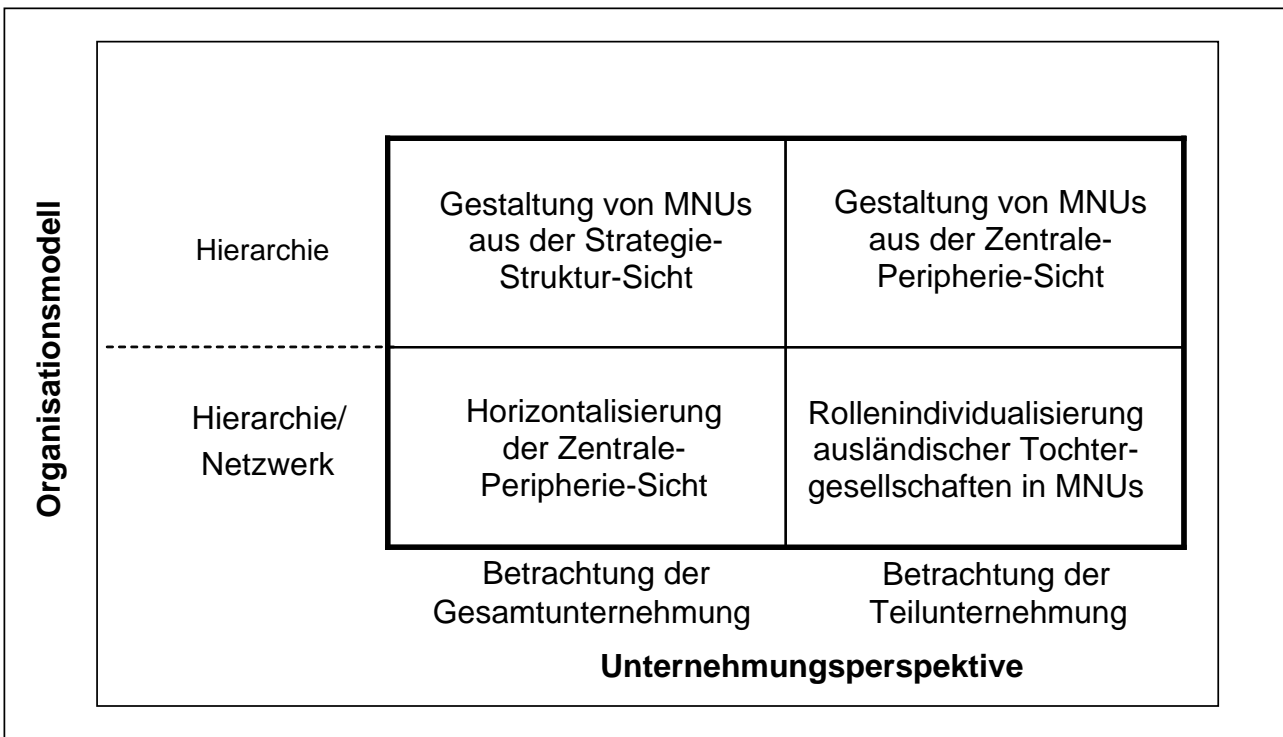 Organisationsmodell
Hierarchie
Gestaltung von MNUs
aus der Strategie-
Struktur-Sicht
Gestaltung von MNUs
aus der Zentrale-
Peripherie-Sicht
Hierarchie/
Netzwerk
Horizontalisierung
der Zentrale-
Peripherie-Sicht
Rollenindividualisierung
ausländischer Tochter-
gesellschaften in MNUs
Betrachtung der
Gesamtunternehmung
Betrachtung der
Teilunternehmung
Unternehmungsperspektive